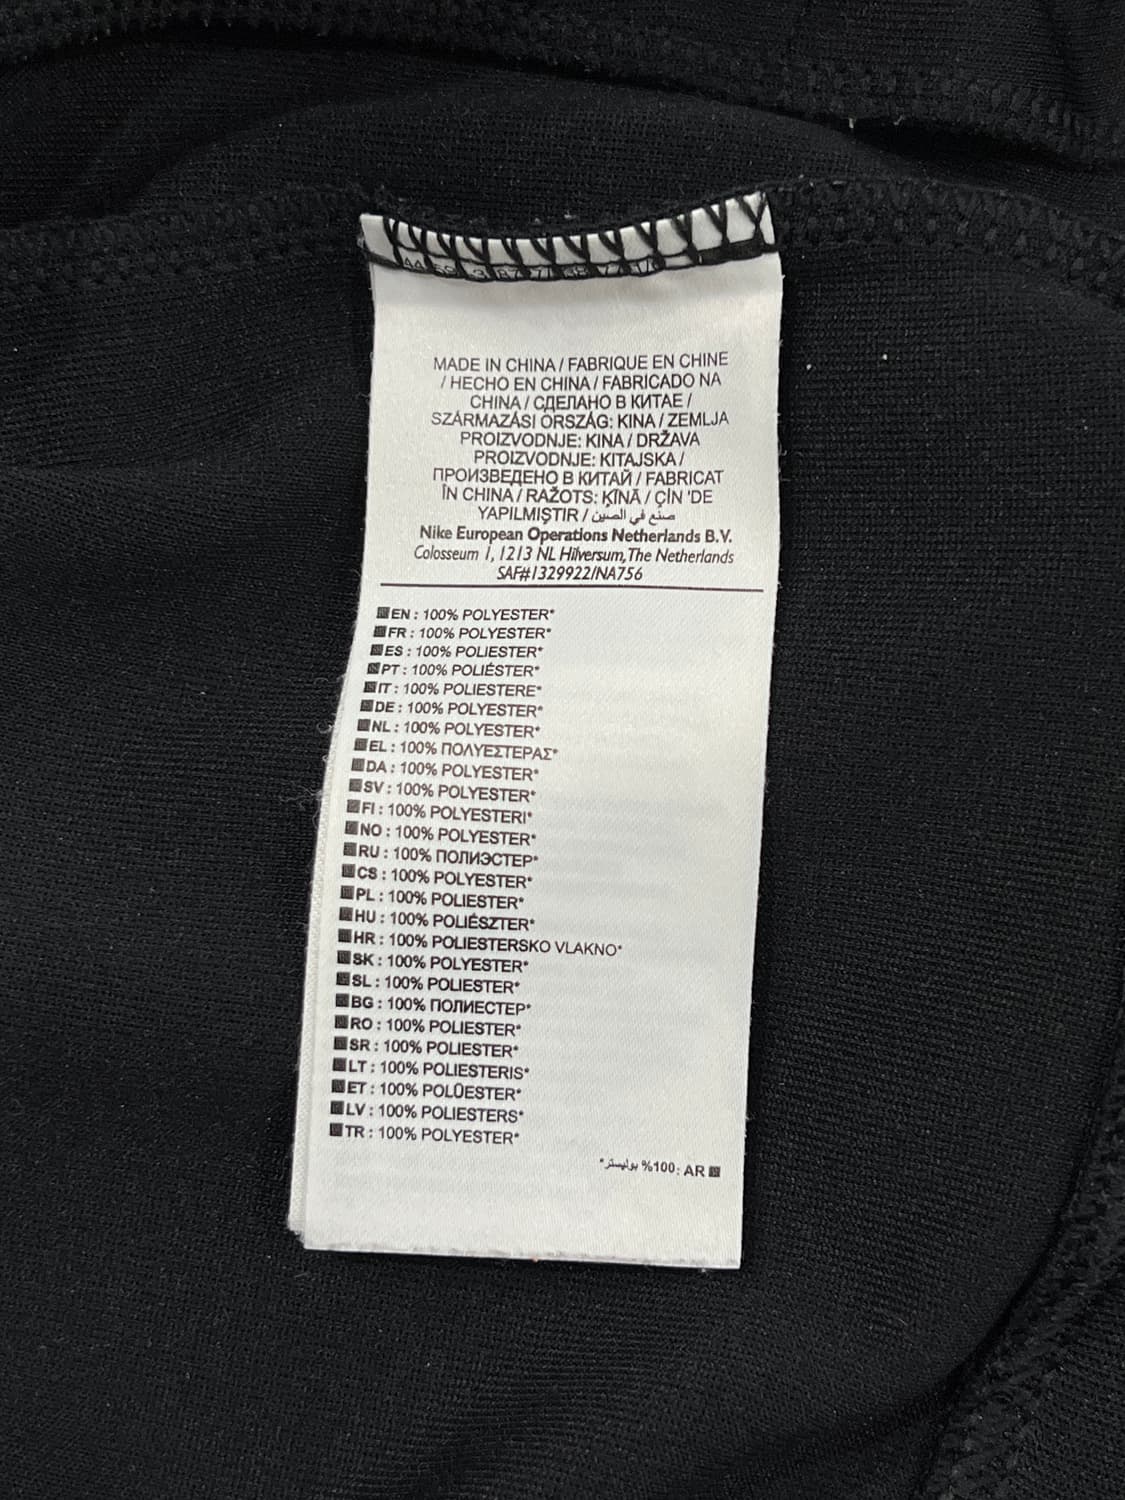 MADE IN CHINA / FABRIQUE EN CHINE
/ HECHO EN CHINA / FABRICADO NA
CHINA / СДЕЛАНО В КИТАЕ /
SZÁRMAZÁSI ORSZÁG: KINA / ZEMLJA
PROIZVODNJE: KINA / DRŽAVA
PROIZVODNJE: KITAJSKA /
ПРОИЗВЕДЕНО В КИТАЙ / FABRICAT
ÎN CHINA / RAŽOTS: ĶĪNĀ / ÇİN 'DE
YAPILMIŞTIR / صنع في الصين
Nike European Operations Netherlands B.V.
Colosseum 1, 1213 NL Hilversum, The Netherlands
SAF#1329922/NA756
EN : 100% POLYESTER*
FR : 100% POLYESTER*
ES : 100% POLIESTER*
PT : 100% POLIÉSTER*
IT : 100% POLIESTERE*
DE : 100% POLYESTER*
NL : 100% POLYESTER*
EL : 100% ΠΟΛΥΕΣΤΕΡΑΣ*
DA : 100% POLYESTER*
SV : 100% POLYESTER*
FI : 100% POLYESTERI*
NO : 100% POLYESTER*
RU : 100% ПОЛИЭСТЕР*
CS : 100% POLYESTER*
PL : 100% POLIESTER*
HU : 100% POLIÉSZTER*
HR : 100% POLIESTERSKO VLAKNO*
SK : 100% POLYESTER*
SL : 100% POLIESTER*
BG : 100% ПОЛИЕСТЕР*
RO : 100% POLIESTER*
SR : 100% POLIESTER*
LT : 100% POLIESTERIS*
ET : 100% POLÜESTER*
LV : 100% POLIESTERS*
TR : 100% POLYESTER*
AR :100% بوليستر*